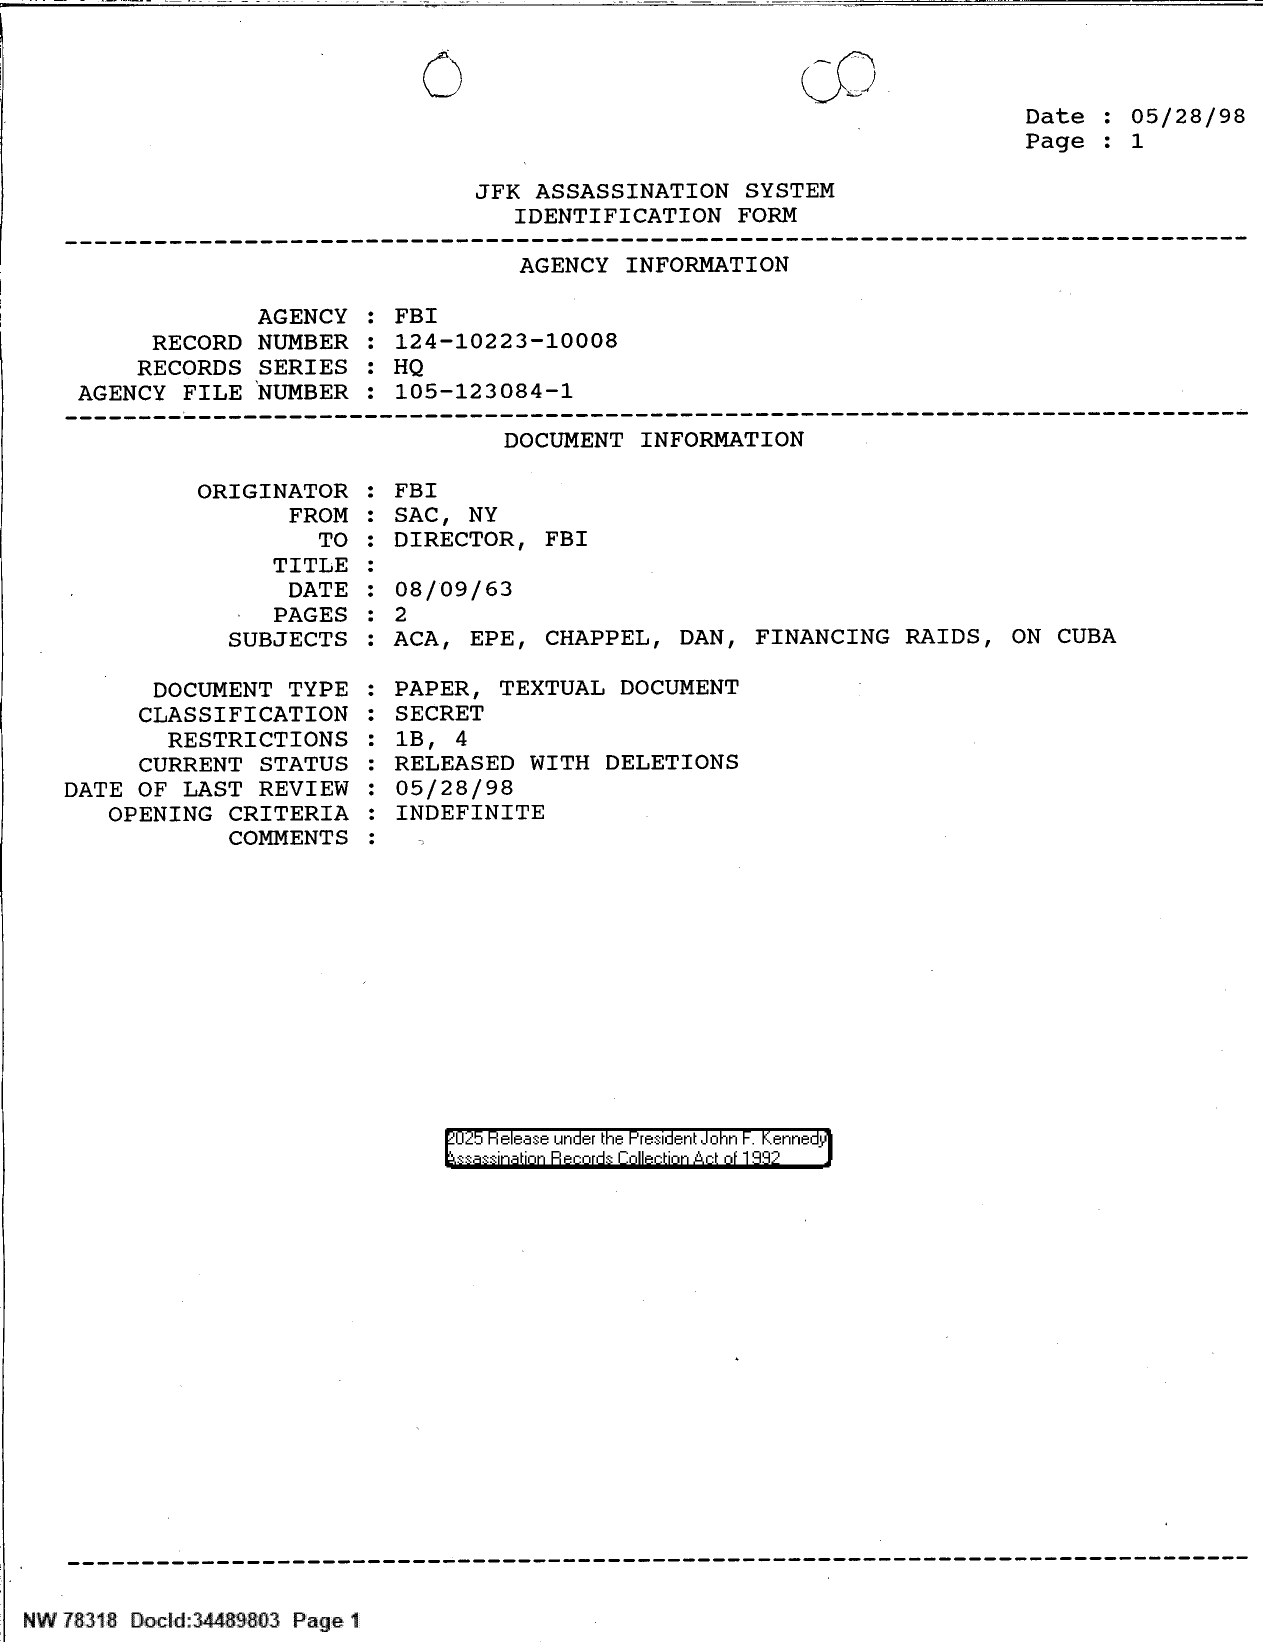 Date : 05/28/98
Page : 1
JFK ASSASSINATION SYSTEM
IDENTIFICATION FORM
AGENCY INFORMATION
AGENCY : FBI
RECORD NUMBER : 124-10223-10008
RECORDS SERIES : HQ
AGENCY FILE NUMBER : 105-123084-1
DOCUMENT INFORMATION
ORIGINATOR : FBI
FROM : SAC, NY
TO : DIRECTOR, FBI
TITLE :
DATE : 08/09/63
PAGES : 2
SUBJECTS : ACA, EPE, CHAPPEL, DAN, FINANCING RAIDS, ON CUBA
DOCUMENT TYPE : PAPER, TEXTUAL DOCUMENT
CLASSIFICATION : SECRET
RESTRICTIONS : 1B, 4
CURRENT STATUS : RELEASED WITH DELETIONS
DATE OF LAST REVIEW : 05/28/98
OPENING CRITERIA : INDEFINITE
COMMENTS :
2025 Release under the President John F. Kennedy
Assassination Records Collection Act of 1992
NW 78318 DocId:34489803 Page 1